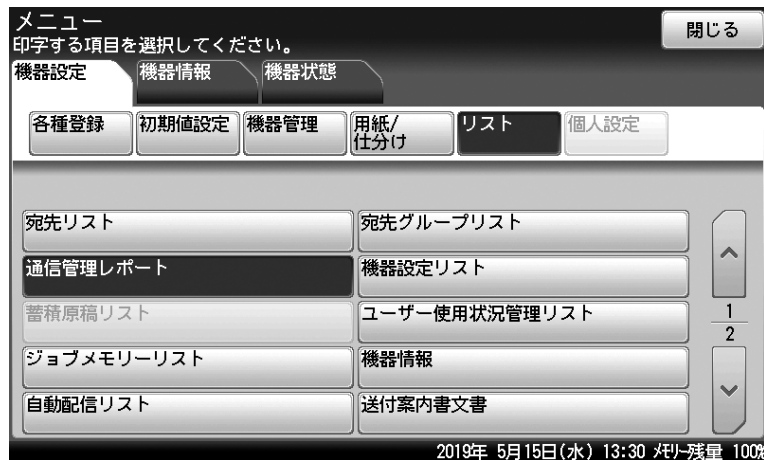 メニュー
閉じる
印字する項目を選択してください。
機器設定
機器情報
機器状態
各種登録
初期値設定
機器管理
用紙/
仕分け
リスト
個人設定
宛先リスト
宛先グループリスト
通信管理レポート
機器設定リスト
蓄積原稿リスト
ユーザー使用状況管理リスト
1
2
ジョブメモリーリスト
機器情報
自動配信リスト
送付案内書文書
2019年 5月15日(水) 13:30 メモリー残量 100%